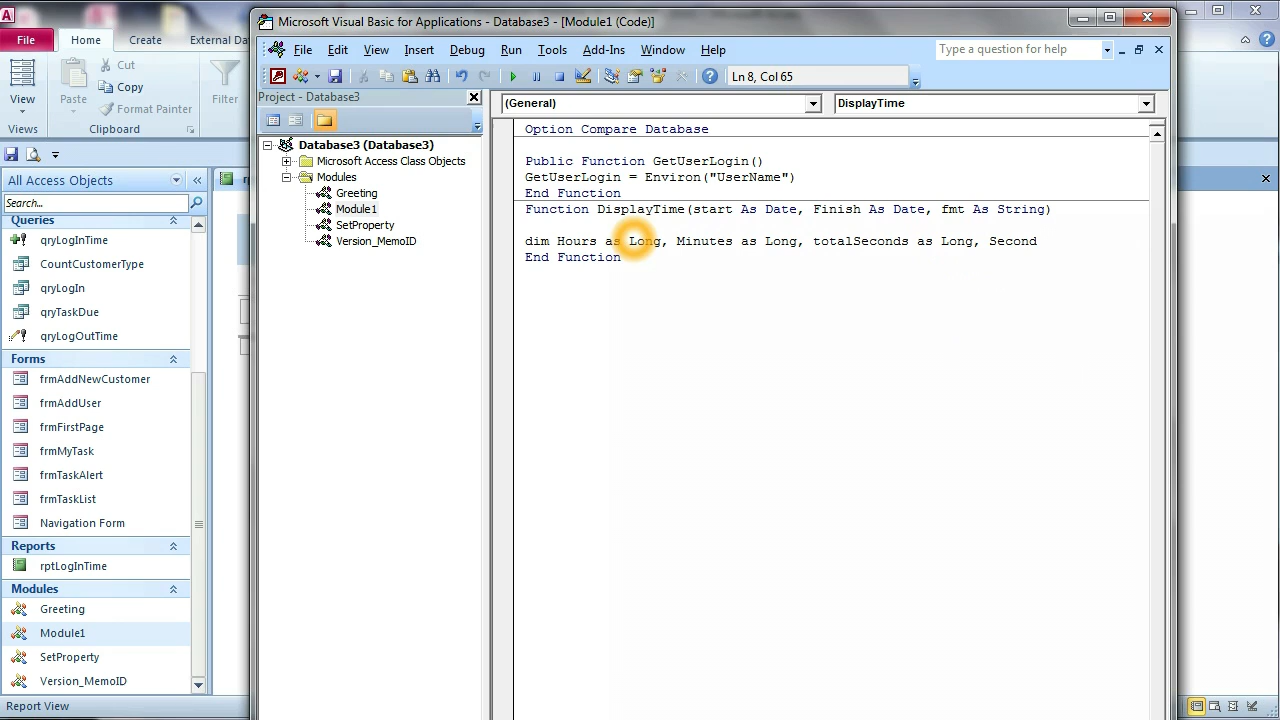 Microsoft Visual Basic for Applications - Database3 - [Module1 (Code)]
File Home Create External Da
File Edit View Insert Debug Run Tools Add-Ins Window Help
Type a question for help
View
Views
Paste
Cut
Copy
Format Painter
Clipboard
Filter
Ln 8, Col 65
Project - Database3
(General)
DisplayTime
All Access Objects
Search...
Queries
qryLogInTime
CountCustomerType
qryLogIn
qryTaskDue
qryLogOutTime
Forms
frmAddNewCustomer
frmAddUser
frmFirstPage
frmMyTask
frmTaskAlert
frmTaskList
Navigation Form
Reports
rptLogInTime
Modules
Greeting
Module1
SetProperty
Version_MemoID
Report View
Database3 (Database3)
Microsoft Access Class Objects
Modules
Greeting
Module1
SetProperty
Version_MemoID
Option Compare Database
Public Function GetUserLogin()
GetUserLogin = Environ("UserName")
End Function
Function DisplayTime(start As Date, Finish As Date, fmt As String)
dim Hours as Long, Minutes as Long, totalSeconds as Long, Second
End Function